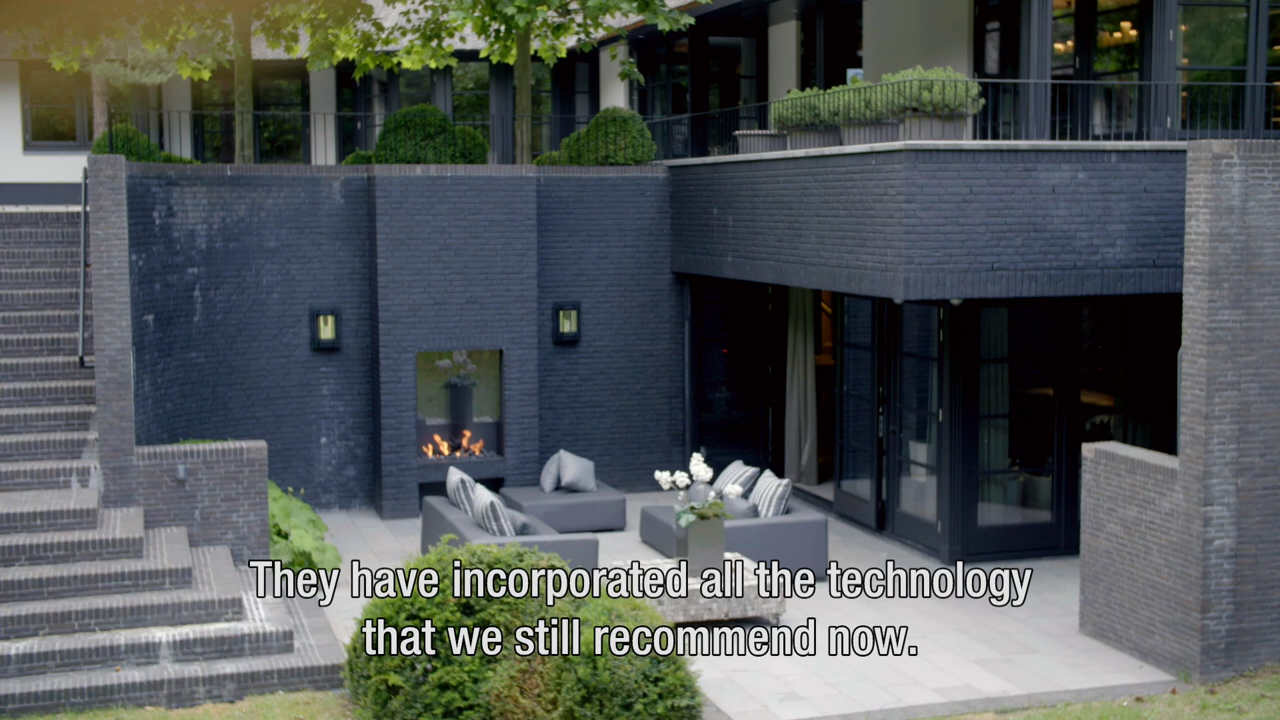 They have incorporated all the technology
that we still recommend now.